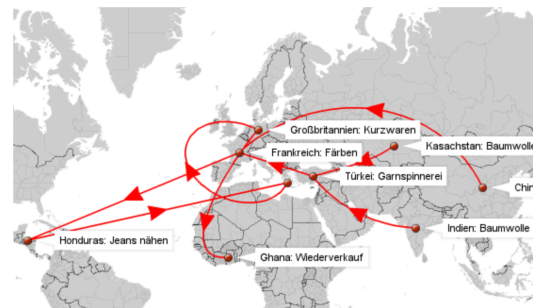 Großbritannien: Kurzwaren
Kasachstan: Baumwolle
Frankreich: Färben
Türkei: Garnspinnerei
Honduras: Jeans nähen
Indien: Baumwolle
Ghana: Wiederverkauf